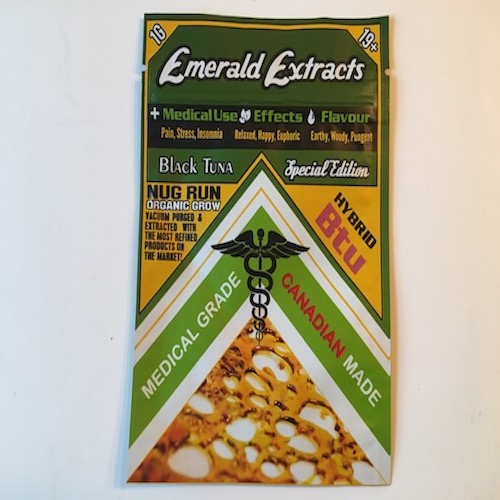 1G
19+
Emerald Extracts
+ Medical Use Effects Flavour
Pain, Stress, Insomnia Relaxed, Happy, Euphoric Earthy, Woody, Pungent
Black Tuna Special Edition
NUG RUN
ORGANIC GROW
VACUUM PURGED &
EXTRACTED WITH
THE MOST REFINED
PRODUCTS ON
THE MARKET!
HYBRID
Btu
MEDICAL GRADE
CANADIAN MADE